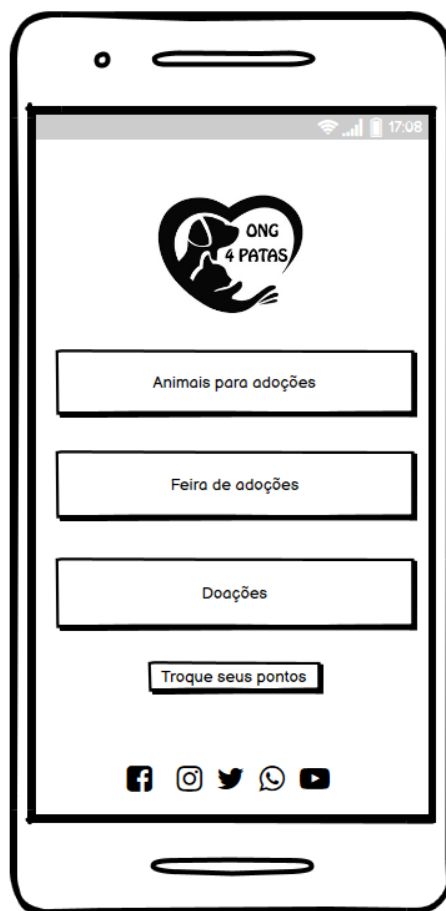 17:08
ONG
4 PATAS
Animais para adoções
Feira de adoções
Doações
Troque seus pontos